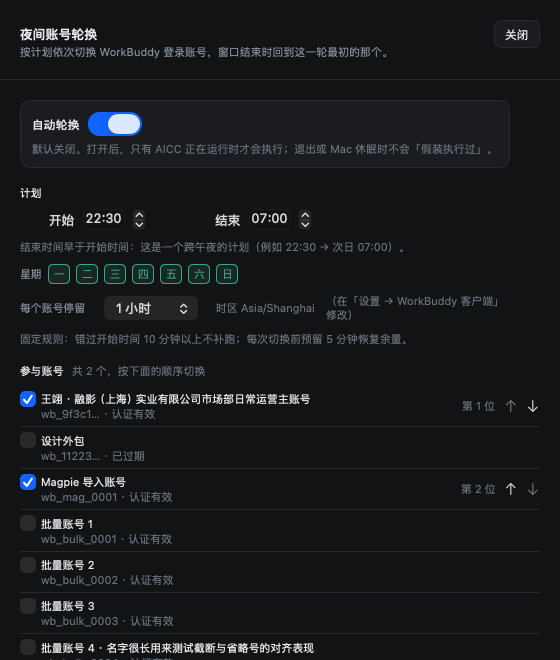 夜间账号轮换
按计划依次切换 WorkBuddy 登录账号，窗口结束时回到这一轮最初的那个。
关闭
自动轮换
默认关闭。打开后，只有 AICC 正在运行时才会执行；退出或 Mac 休眠时不会「假装执行过」。
计划
开始 22:30 结束 07:00
结束时间早于开始时间：这是一个跨午夜的计划（例如 22:30 → 次日 07:00）。
星期 一 二 三 四 五 六 日
每个账号停留 1 小时 时区 Asia/Shanghai （在「设置 → WorkBuddy 客户端」
修改）
固定规则：错过开始时间 10 分钟以上不补跑；每次切换前预留 5 分钟恢复余量。
参与账号 共 2 个，按下面的顺序切换
王翊 · 融影（上海）实业有限公司市场部日常运营主账号
wb_9f3c1... · 认证有效
第 1 位 ↑ ↓
设计外包
wb_11223... · 已过期
Magpie 导入账号
wb_mag_0001 · 认证有效
第 2 位 ↑ ↓
批量账号 1
wb_bulk_0001 · 认证有效
批量账号 2
wb_bulk_0002 · 认证有效
批量账号 3
wb_bulk_0003 · 认证有效
批量账号 4 · 名字很长用来测试截断与省略号的对齐表现